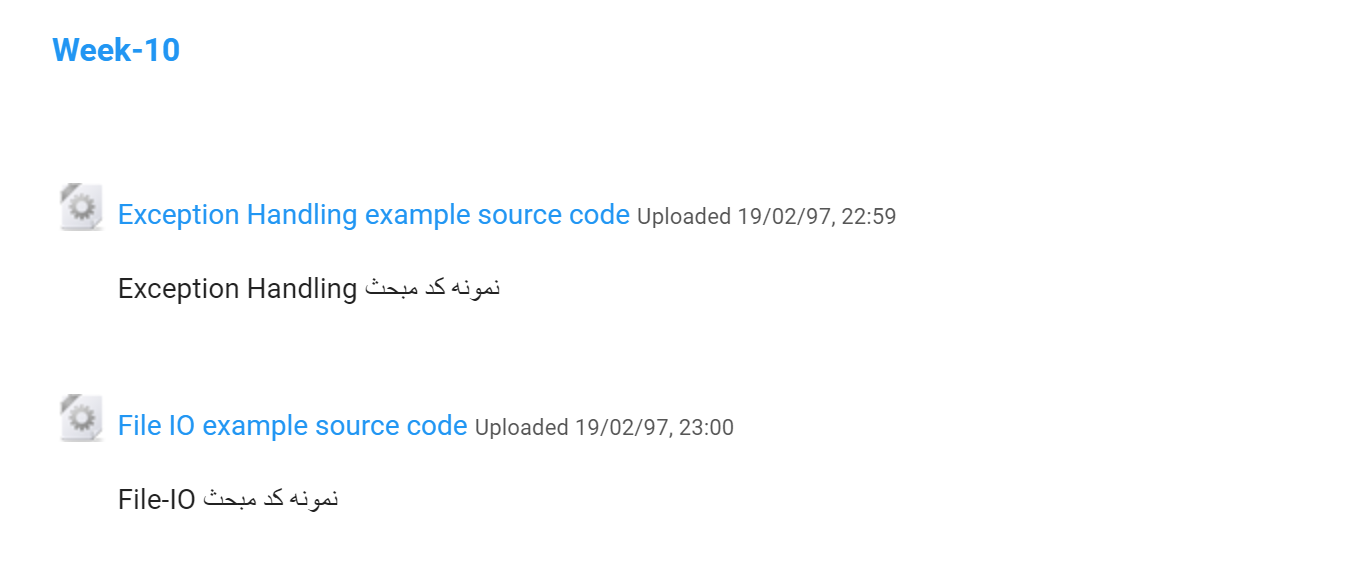 Week-10
Exception Handling example source code Uploaded 19/02/97, 22:59
نمونه کد مبحث Exception Handling
File IO example source code Uploaded 19/02/97, 23:00
نمونه کد مبحث File-IO